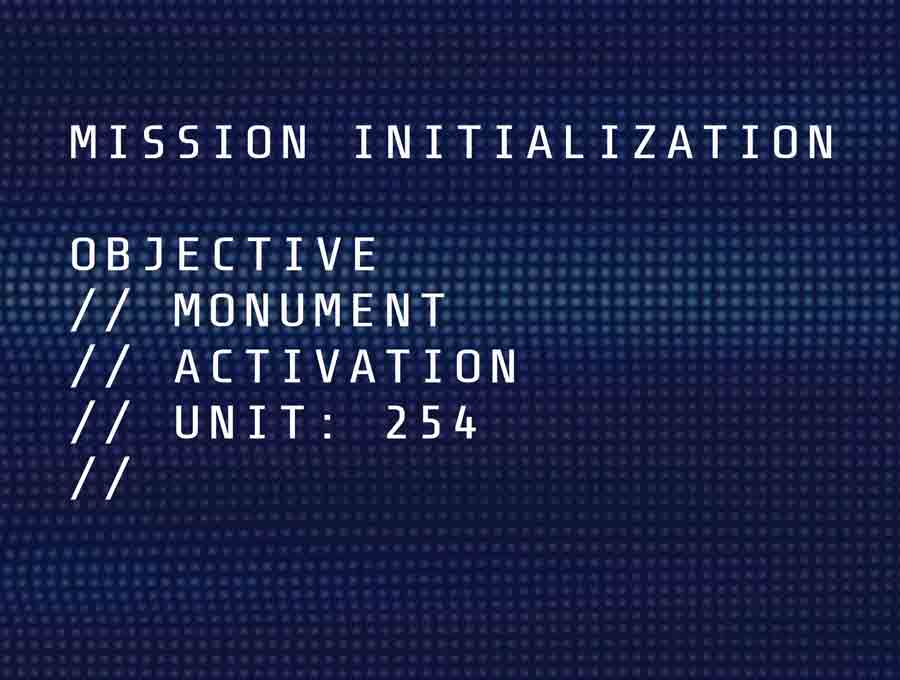 MISSION INITIALIZATION
OBJECTIVE
// MONUMENT
// ACTIVATION
// UNIT: 254
//